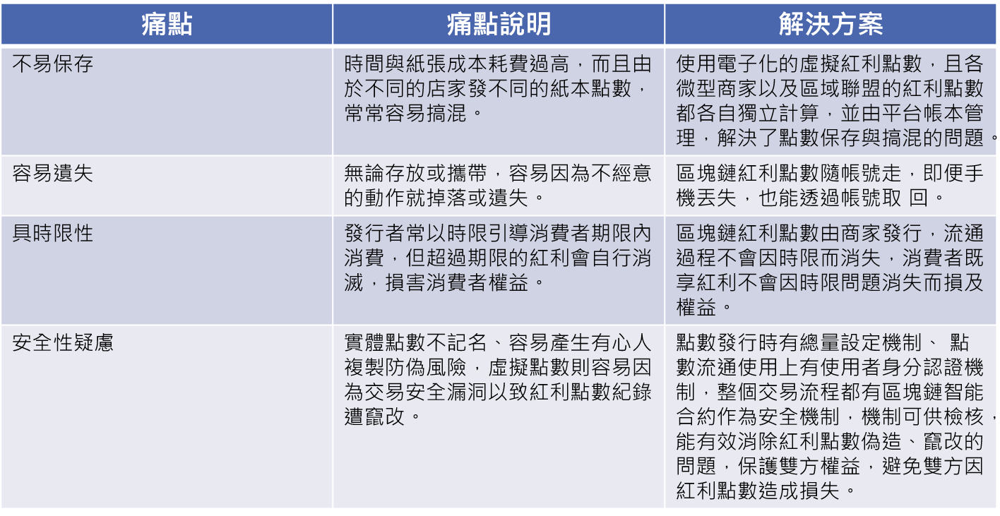 痛點
痛點說明
解決方案
不易保存
時間與紙張成本耗費過高，而且由
於不同的店家發不同的紙本點數，
常常容易搞混。
使用電子化的虛擬紅利點數，且各
微型商家以及區域聯盟的紅利點數
都各自獨立計算，並由平台帳本管
理，解決了點數保存與搞混的問題。
容易遺失
無論存放或攜帶，容易因為不經意
的動作就掉落或遺失。
區塊鏈紅利點數隨帳號走，即便手
機丟失，也能透過帳號取 回。
具時限性
發行者常以時限引導消費者期限內
消費，但超過期限的紅利會自行消
滅，損害消費者權益。
區塊鏈紅利點數由商家發行，流通
過程不會因時限而消失，消費者既
享紅利不會因時限問題消失而損及
權益。
安全性疑慮
實體點數不記名、容易產生有心人
複製防偽風險，虛擬點數則容易因
為交易安全漏洞以致紅利點數紀錄
遭竄改。
點數發行時有總量設定機制、 點
數流通使用上有使用者身分認證機
制，整個交易流程都有區塊鏈智能
合約作為安全機制，機制可供檢核，
能有效消除紅利點數偽造、竄改的
問題，保護雙方權益，避免雙方因
紅利點數造成損失。